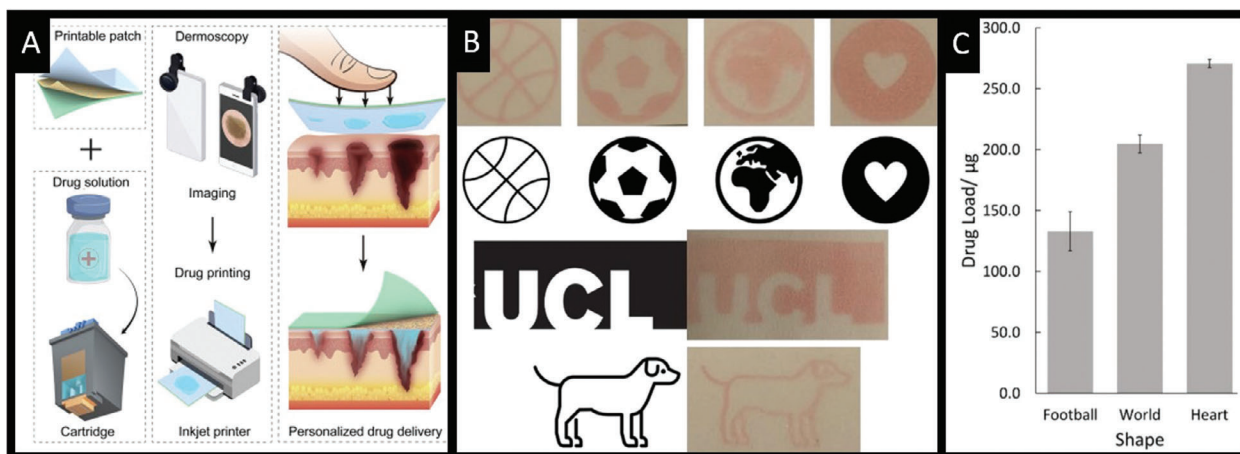 A
Printable patch
+
Drug solution
Cartridge
Dermoscopy
Imaging
Drug printing
Inkjet printer
Personalized drug delivery
B
UCL
UCL
C
Drug Load/ µg
300.0
250.0
200.0
150.0
100.0
50.0
0.0
Football World Heart
Shape